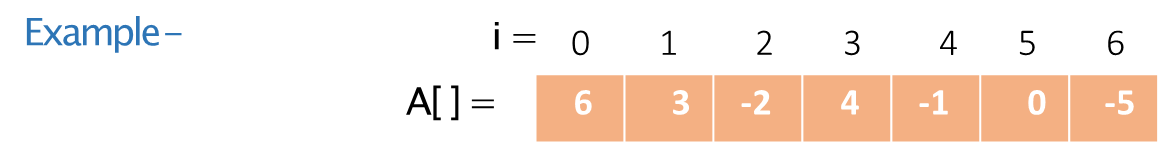 Example –
i = 0 1 2 3 4 5 6
A[ ] = 6 3 -2 4 -1 0 -5